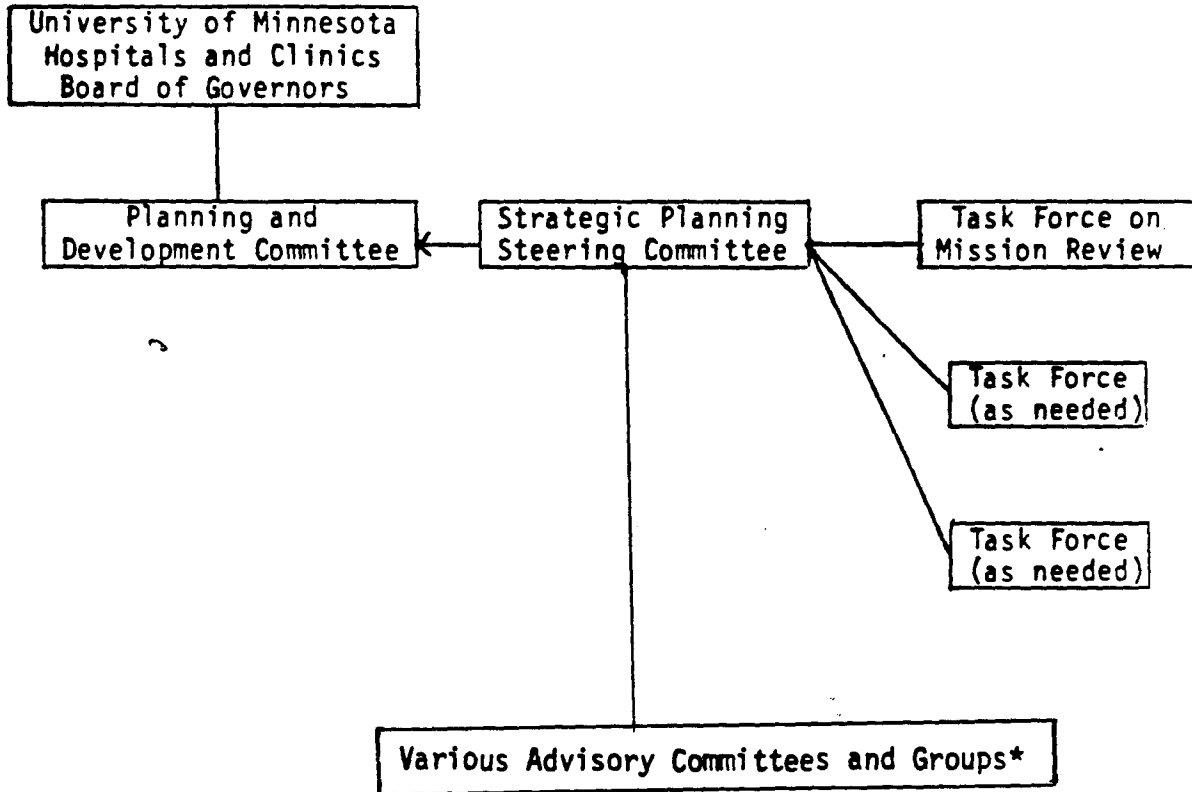 University of Minnesota
Hospitals and Clinics
Board of Governors
Planning and
Development Committee
Strategic Planning
Steering Committee
Task Force on
Mission Review
Task Force
(as needed)
Task Force
(as needed)
Various Advisory Committees and Groups*